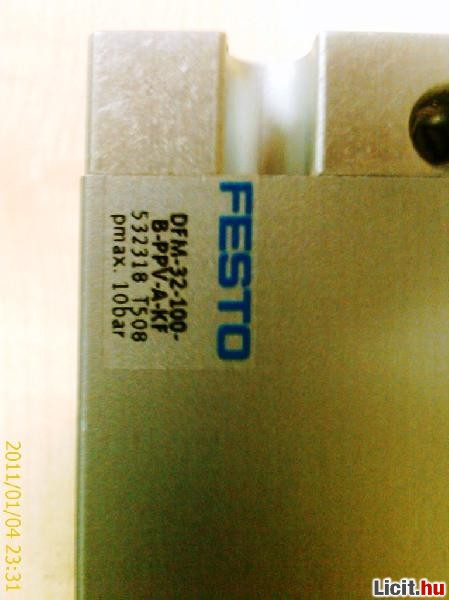 FESTO
DFM-32-100-
B-PPV-A-KF
532318 T508
pmax. 10bar
2011/01/04 23:31
Licit.hu